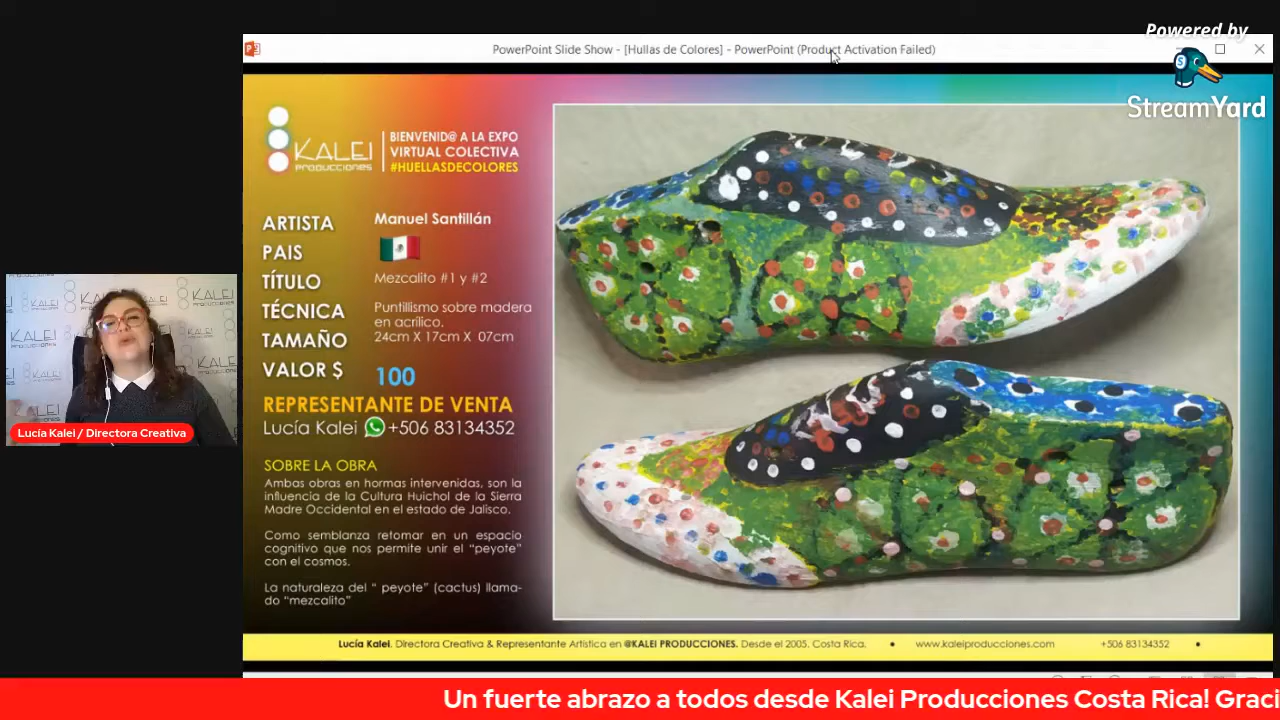 Powered by
StreamYard
PowerPoint Slide Show - [Hullas de Colores] - PowerPoint (Product Activation Failed)
KALEI
PRODUCCIONES
BIENVENID@ A LA EXPO
VIRTUAL COLECTIVA
#HUELLASDECOLORES
ARTISTA Manuel Santillán
PAIS
TÍTULO Mezcalito #1 y #2
TÉCNICA Puntillismo sobre madera
en acrílico.
TAMAÑO 24cm X 17cm X 07cm
VALOR $ 100
REPRESENTANTE DE VENTA
Lucía Kalei +506 83134352
SOBRE LA OBRA
Ambas obras en hormas intervenidas, son la
influencia de la Cultura Huichol de la Sierra
Madre Occidental en el estado de Jalisco.
Como semblanza retomar en un espacio
cognitivo que nos permite unir el “peyote”
con el cosmos.
La naturaleza del “ peyote” (cactus) llama-
do “mezcalito”
Lucía Kalei / Directora Creativa
Lucía Kalei. Directora Creativa & Representante Artística en @KALEI PRODUCCIONES. Desde el 2005. Costa Rica. • www.kaleiproducciones.com +506 83134352 •
Un fuerte abrazo a todos desde Kalei Producciones Costa Rica! Graci